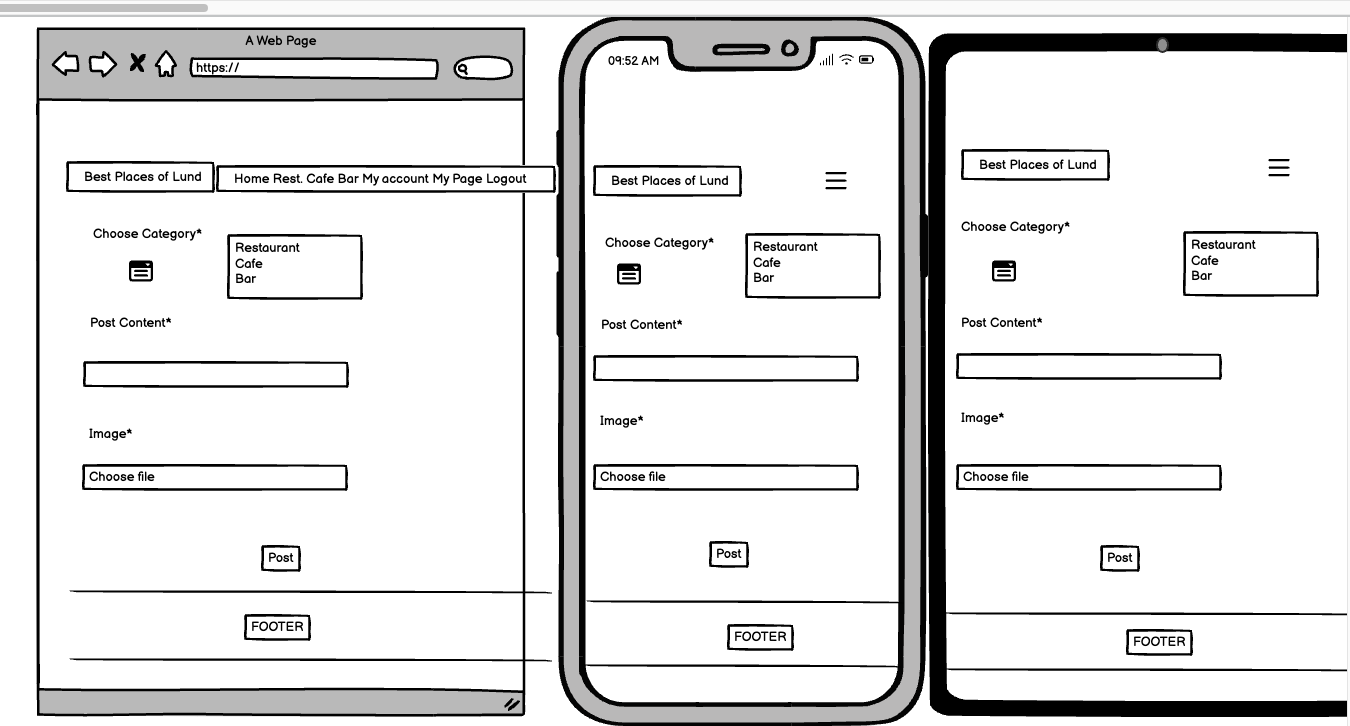 A Web Page
https://
Best Places of Lund
Home Rest. Cafe Bar My account My Page Logout
Choose Category*
Restaurant
Cafe
Bar
Post Content*
Image*
Choose file
Post
FOOTER
09:52 AM
Best Places of Lund
Choose Category*
Restaurant
Cafe
Bar
Post Content*
Image*
Choose file
Post
FOOTER
Best Places of Lund
Choose Category*
Restaurant
Cafe
Bar
Post Content*
Image*
Choose file
Post
FOOTER